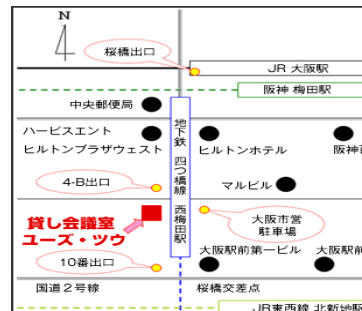 N
桜橋出口
JR 大阪駅
阪神 梅田駅
中央郵便局
ハービスエント
ヒルトンプラザウェスト
ヒルトンホテル
阪神百
地下鉄 四つ橋線 西梅田駅
4-B出口
マルビル
貸し会議室
ユーズ・ツウ
大阪市営
駐車場
10番出口
大阪駅前第一ビル
大阪駅前
国道２号線
桜橋交差点
JR東西線 北新地駅